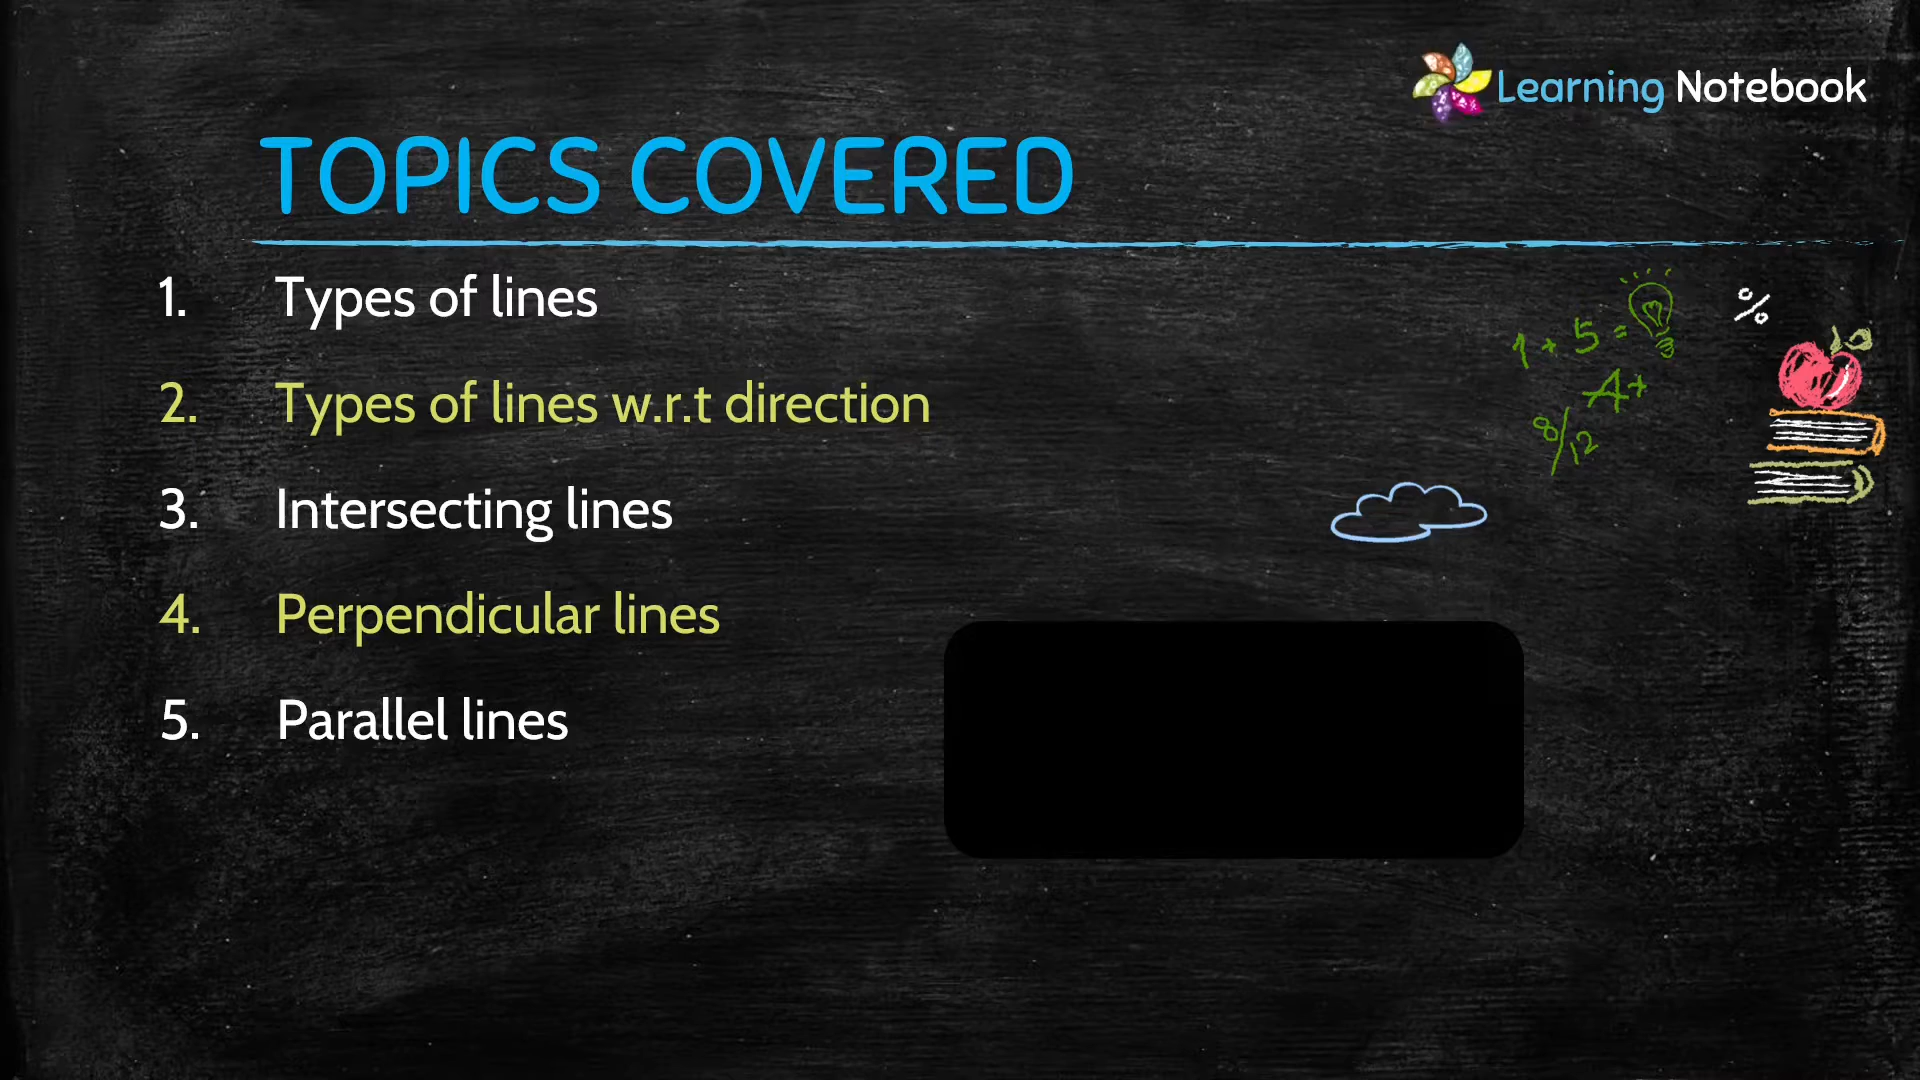 Learning Notebook
TOPICS COVERED
1. Types of lines
2. Types of lines w.r.t direction
3. Intersecting lines
4. Perpendicular lines
5. Parallel lines
1 + 5 =
%
A+
8/12